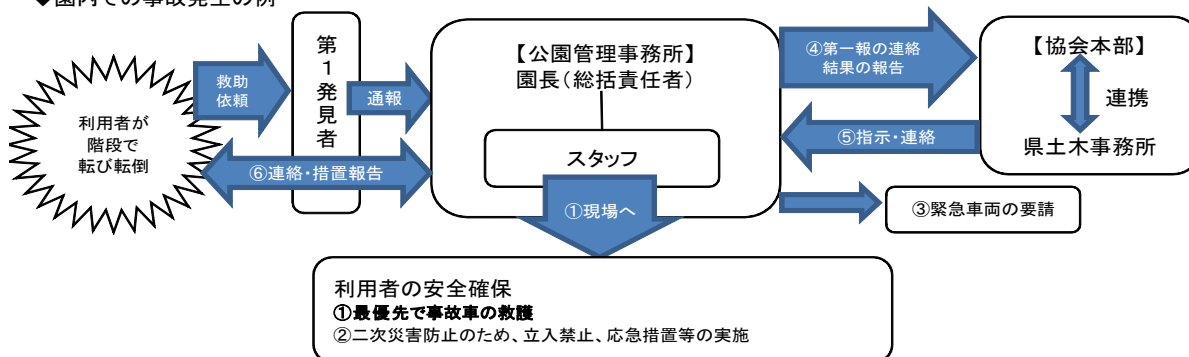 ◆園内での事故発生の例
利用者が
階段で
転び転倒
救助
依頼
第
1
発
見
者
通報
⑥連絡・措置報告
【公園管理事務所】
園長(総括責任者)
スタッフ
①現場へ
④第一報の連絡
結果の報告
⑤指示・連絡
【協会本部】
連携
県土木事務所
③緊急車両の要請
利用者の安全確保
①最優先で事故車の救護
②二次災害防止のため、立入禁止、応急措置等の実施